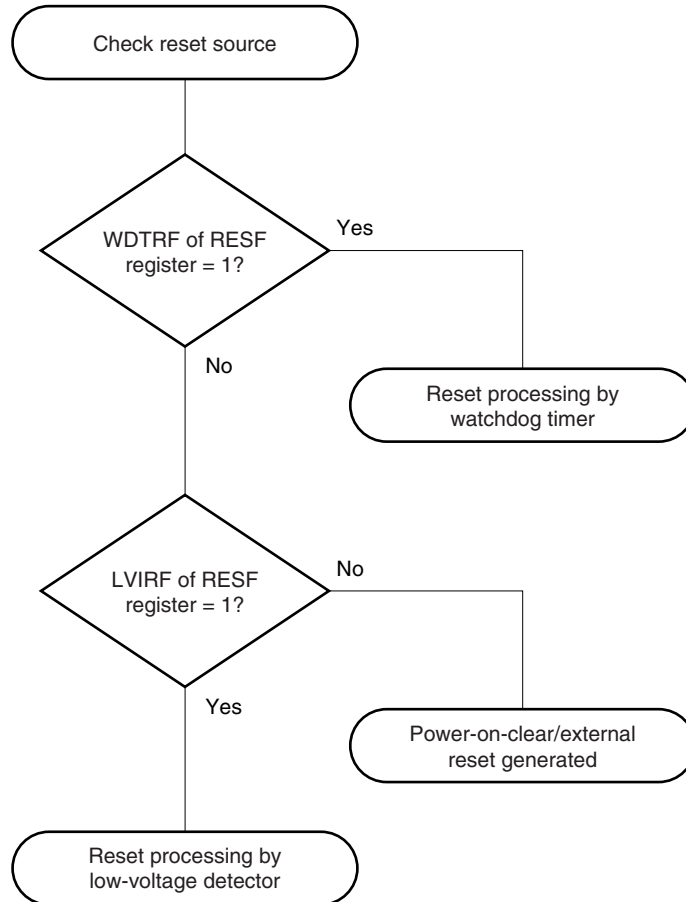 Check reset source
WDTRF of RESF
register = 1?
Yes
No
Reset processing by
watchdog timer
LVIRF of RESF
register = 1?
No
Yes
Power-on-clear/external
reset generated
Reset processing by
low-voltage detector